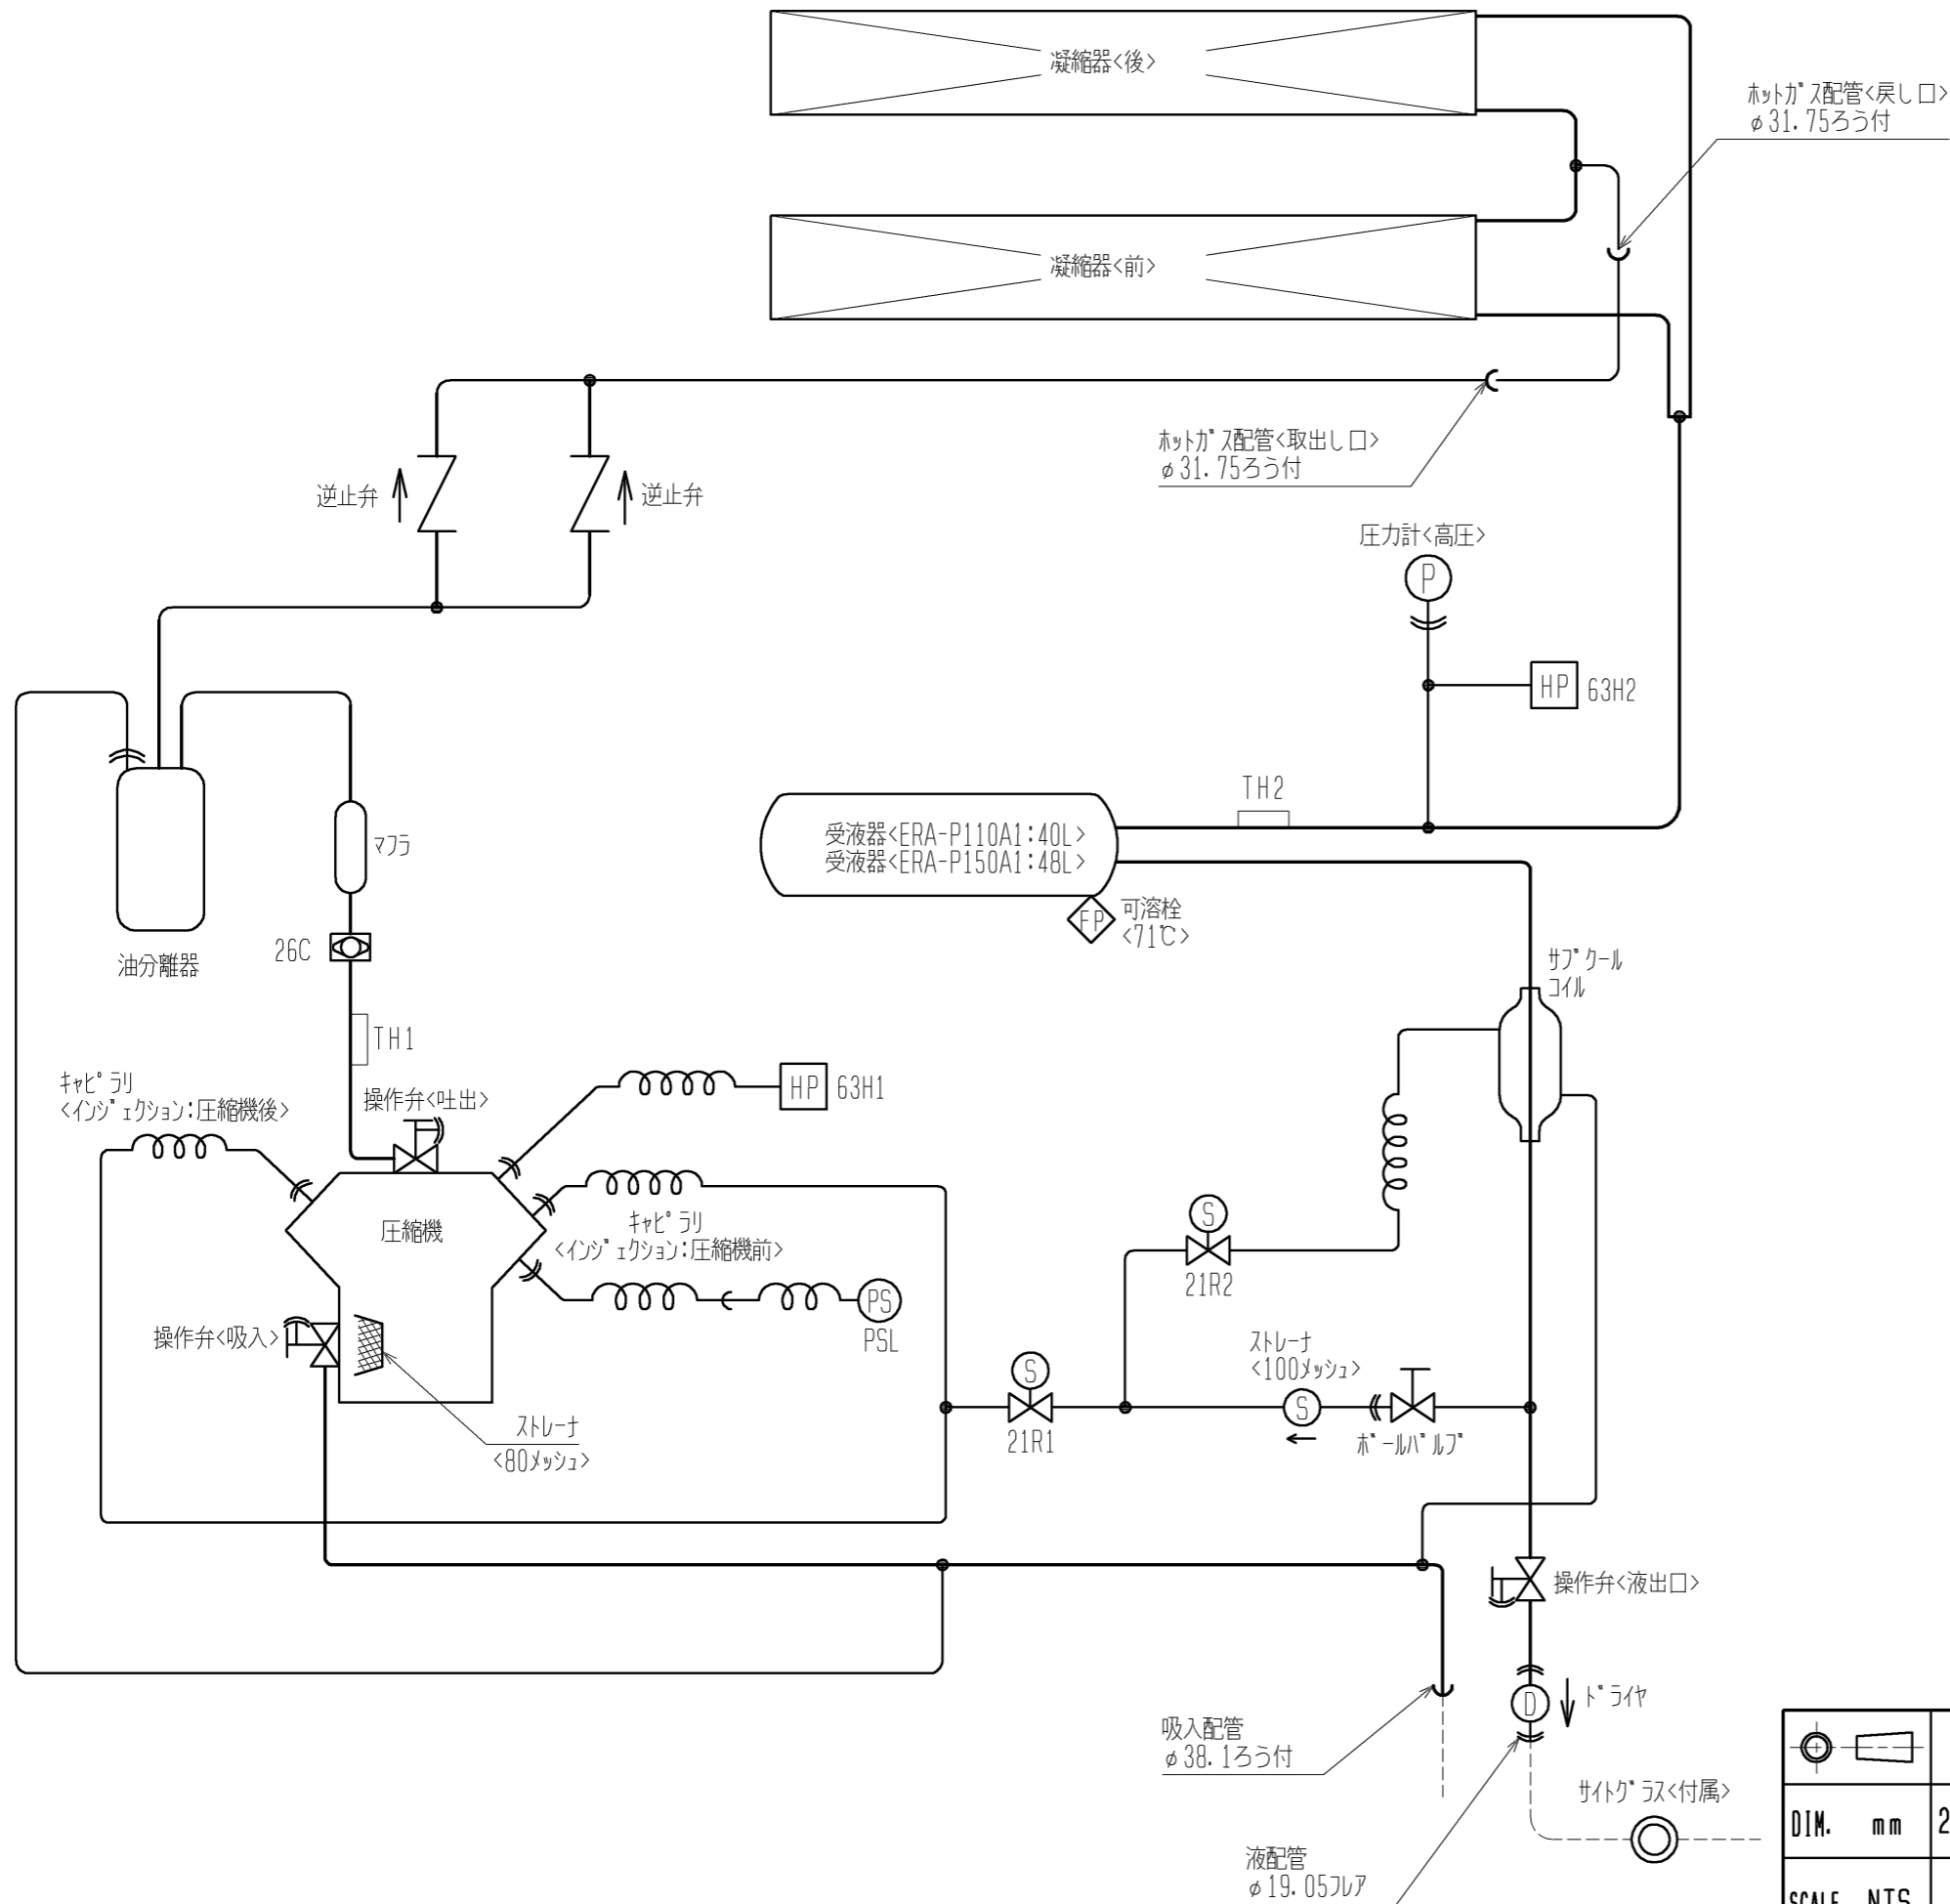 凝縮器<後>
ホットガス配管<戻し口>
φ31.75ろう付
凝縮器<前>
ホットガス配管<取出し口>
φ31.75ろう付
逆止弁
逆止弁
圧力計<高圧>
P
HP
63H2
TH2
マフラ
受液器<ERA-P110A1:40L>
受液器<ERA-P150A1:48L>
FP
可溶栓
<71℃>
26C
油分離器
サブクール
コイル
TH1
キャピラリ
<インジェクション:圧縮機後>
操作弁<吐出>
HP
63H1
圧縮機
キャピラリ
<インジェクション:圧縮機前>
S
21R2
操作弁<吸入>
PS
PSL
ストレーナ
<100メッシュ>
S
21R1
S
ボールバルブ
ストレーナ
<80メッシュ>
操作弁<液出口>
D
ドライヤ
吸入配管
φ38.1ろう付
サイトグラス<付属>
液配管
φ19.05フレア
DIM. mm
2
SCALE NTS